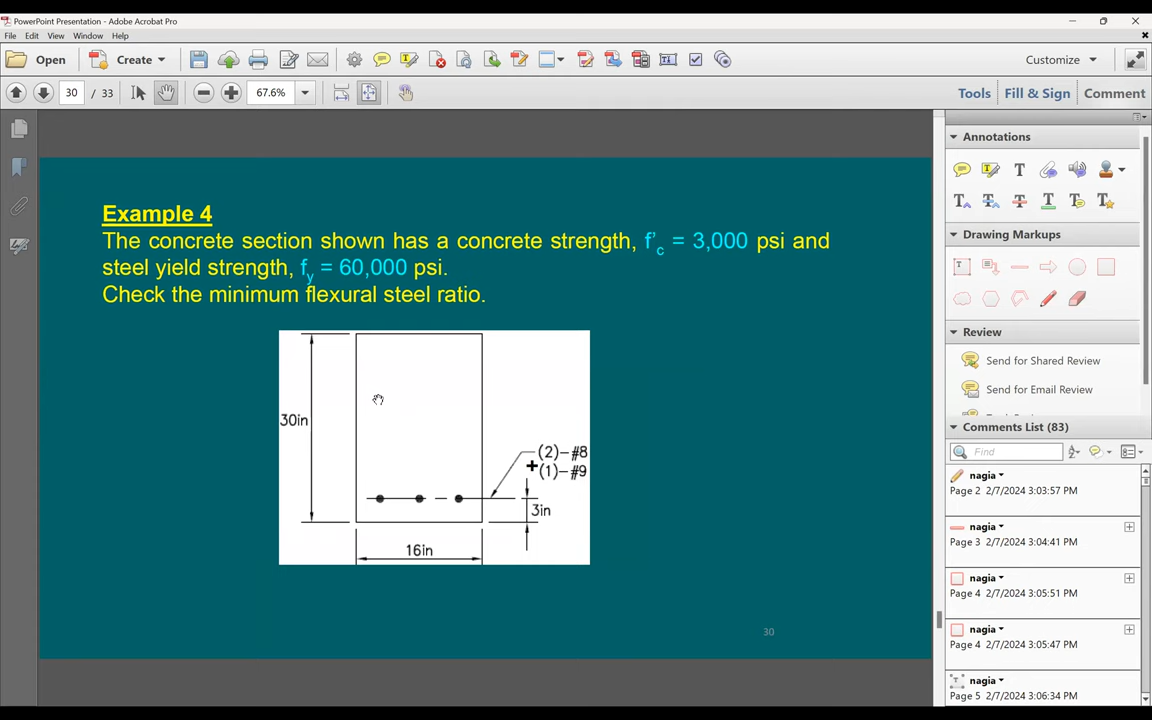 PowerPoint Presentation - Adobe Acrobat Pro
File Edit View Window Help
Open Create Customize
30 / 33 67.6% Tools Fill & Sign Comment
Example 4
The concrete section shown has a concrete strength, f'c = 3,000 psi and
steel yield strength, fy = 60,000 psi.
Check the minimum flexural steel ratio.
30in
(2)-#8
+(1)-#9
3in
16in
30
Annotations
T
Drawing Markups
Review
Send for Shared Review
Send for Email Review
Comments List (83)
Find
nagia
Page 2 2/7/2024 3:03:57 PM
nagia
Page 3 2/7/2024 3:04:41 PM
nagia
Page 4 2/7/2024 3:05:51 PM
nagia
Page 4 2/7/2024 3:05:47 PM
nagia
Page 5 2/7/2024 3:06:34 PM